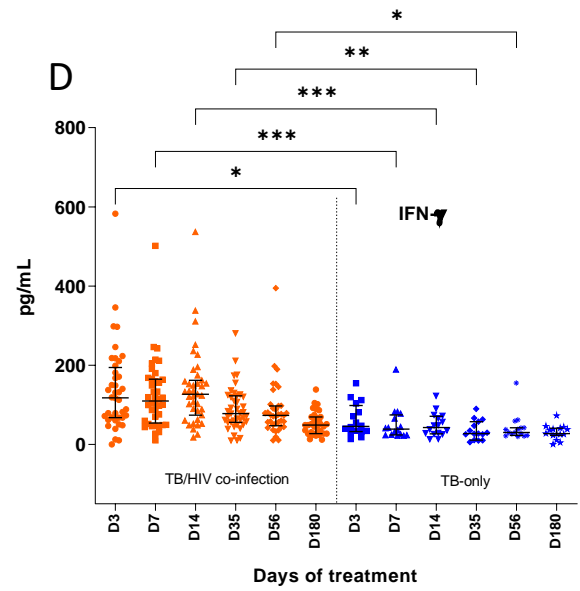 *
D
**
***
800
***
*
600
IFN-γ
400
200
0
pg/mL
TB/HIV co-infection
TB-only
D3
D7
D14
D35
D56
D180
D3
D7
D14
D35
D56
D180
Days of treatment